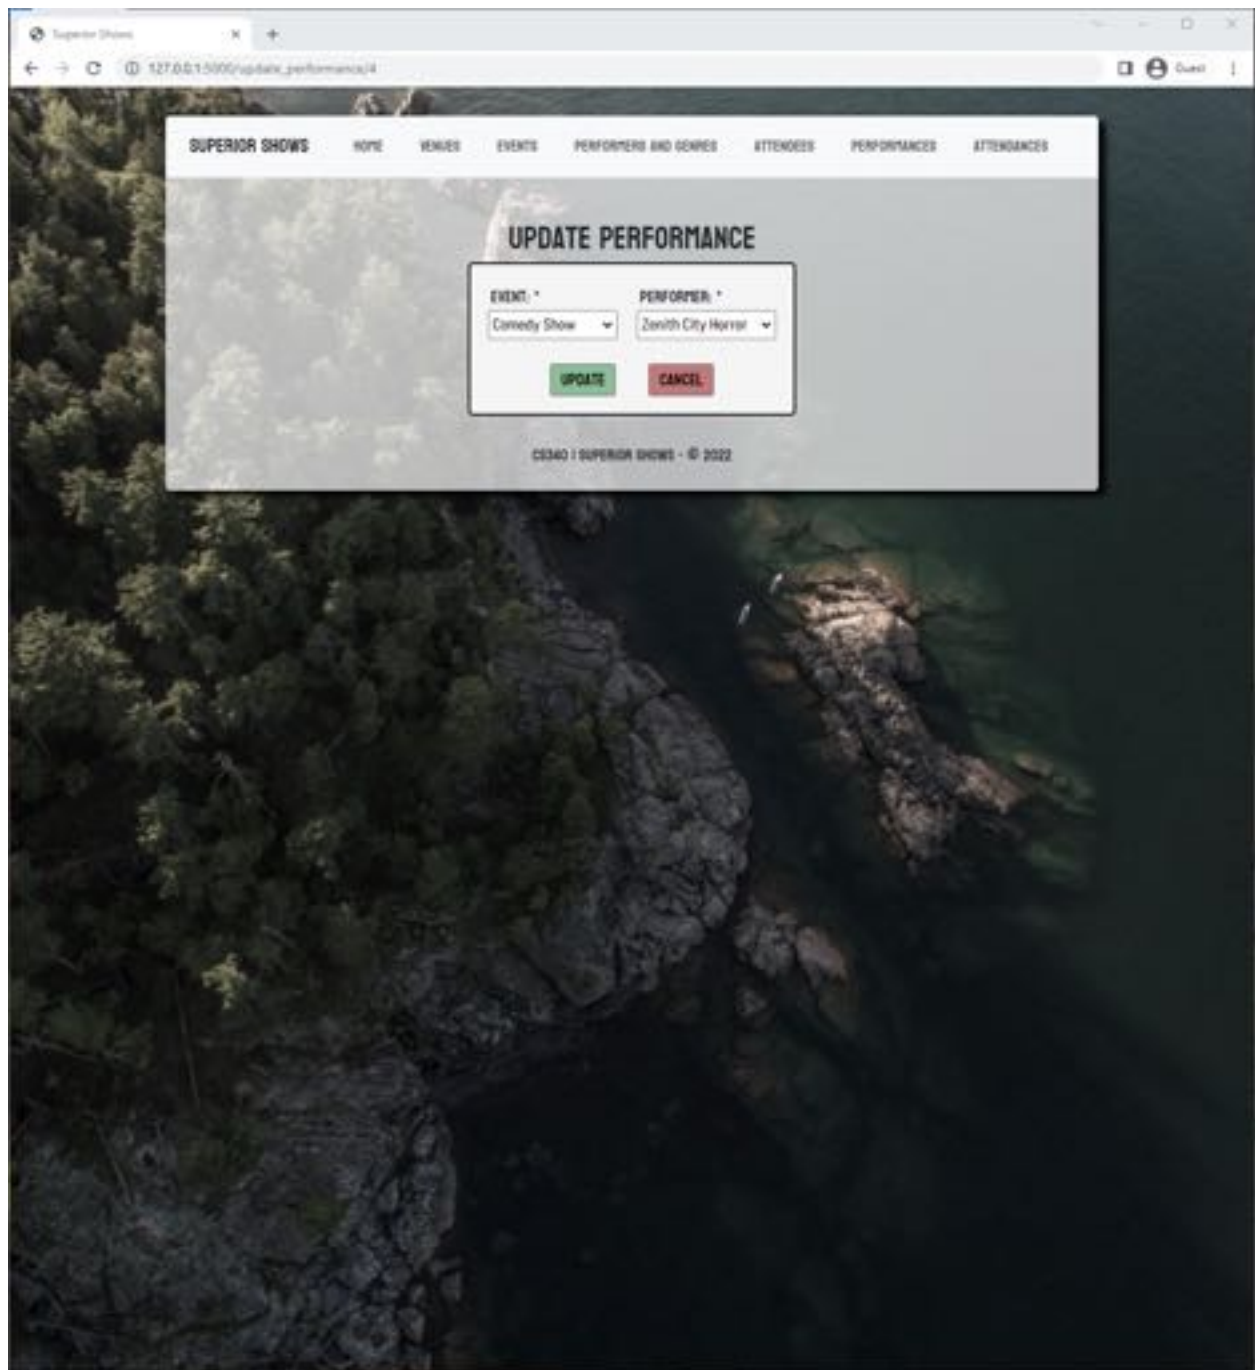 Superior Shows
127.0.0.1:5000/update_performance/4
Guest
SUPERIOR SHOWS HOME VENUES EVENTS PERFORMERS AND GENRES ATTENDEES PERFORMANCES ATTENDANCES
UPDATE PERFORMANCE
EVENT: * PERFORMER: *
Comedy Show Zenith City Horror
UPDATE CANCEL
CS340 | SUPERIOR SHOWS - © 2022